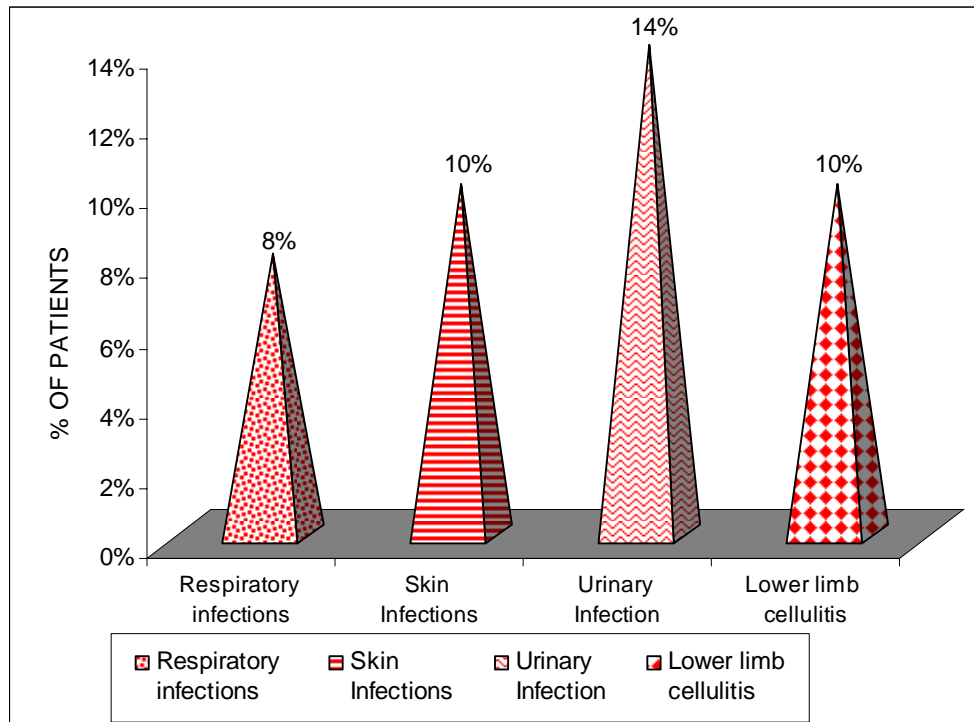 14%
14%
12%
10%
10%
10%
8%
8%
6%
4%
2%
0%
% OF PATIENTS
Respiratory infections
Skin Infections
Urinary Infection
Lower limb cellulitis
Respiratory infections
Skin Infections
Urinary Infection
Lower limb cellulitis